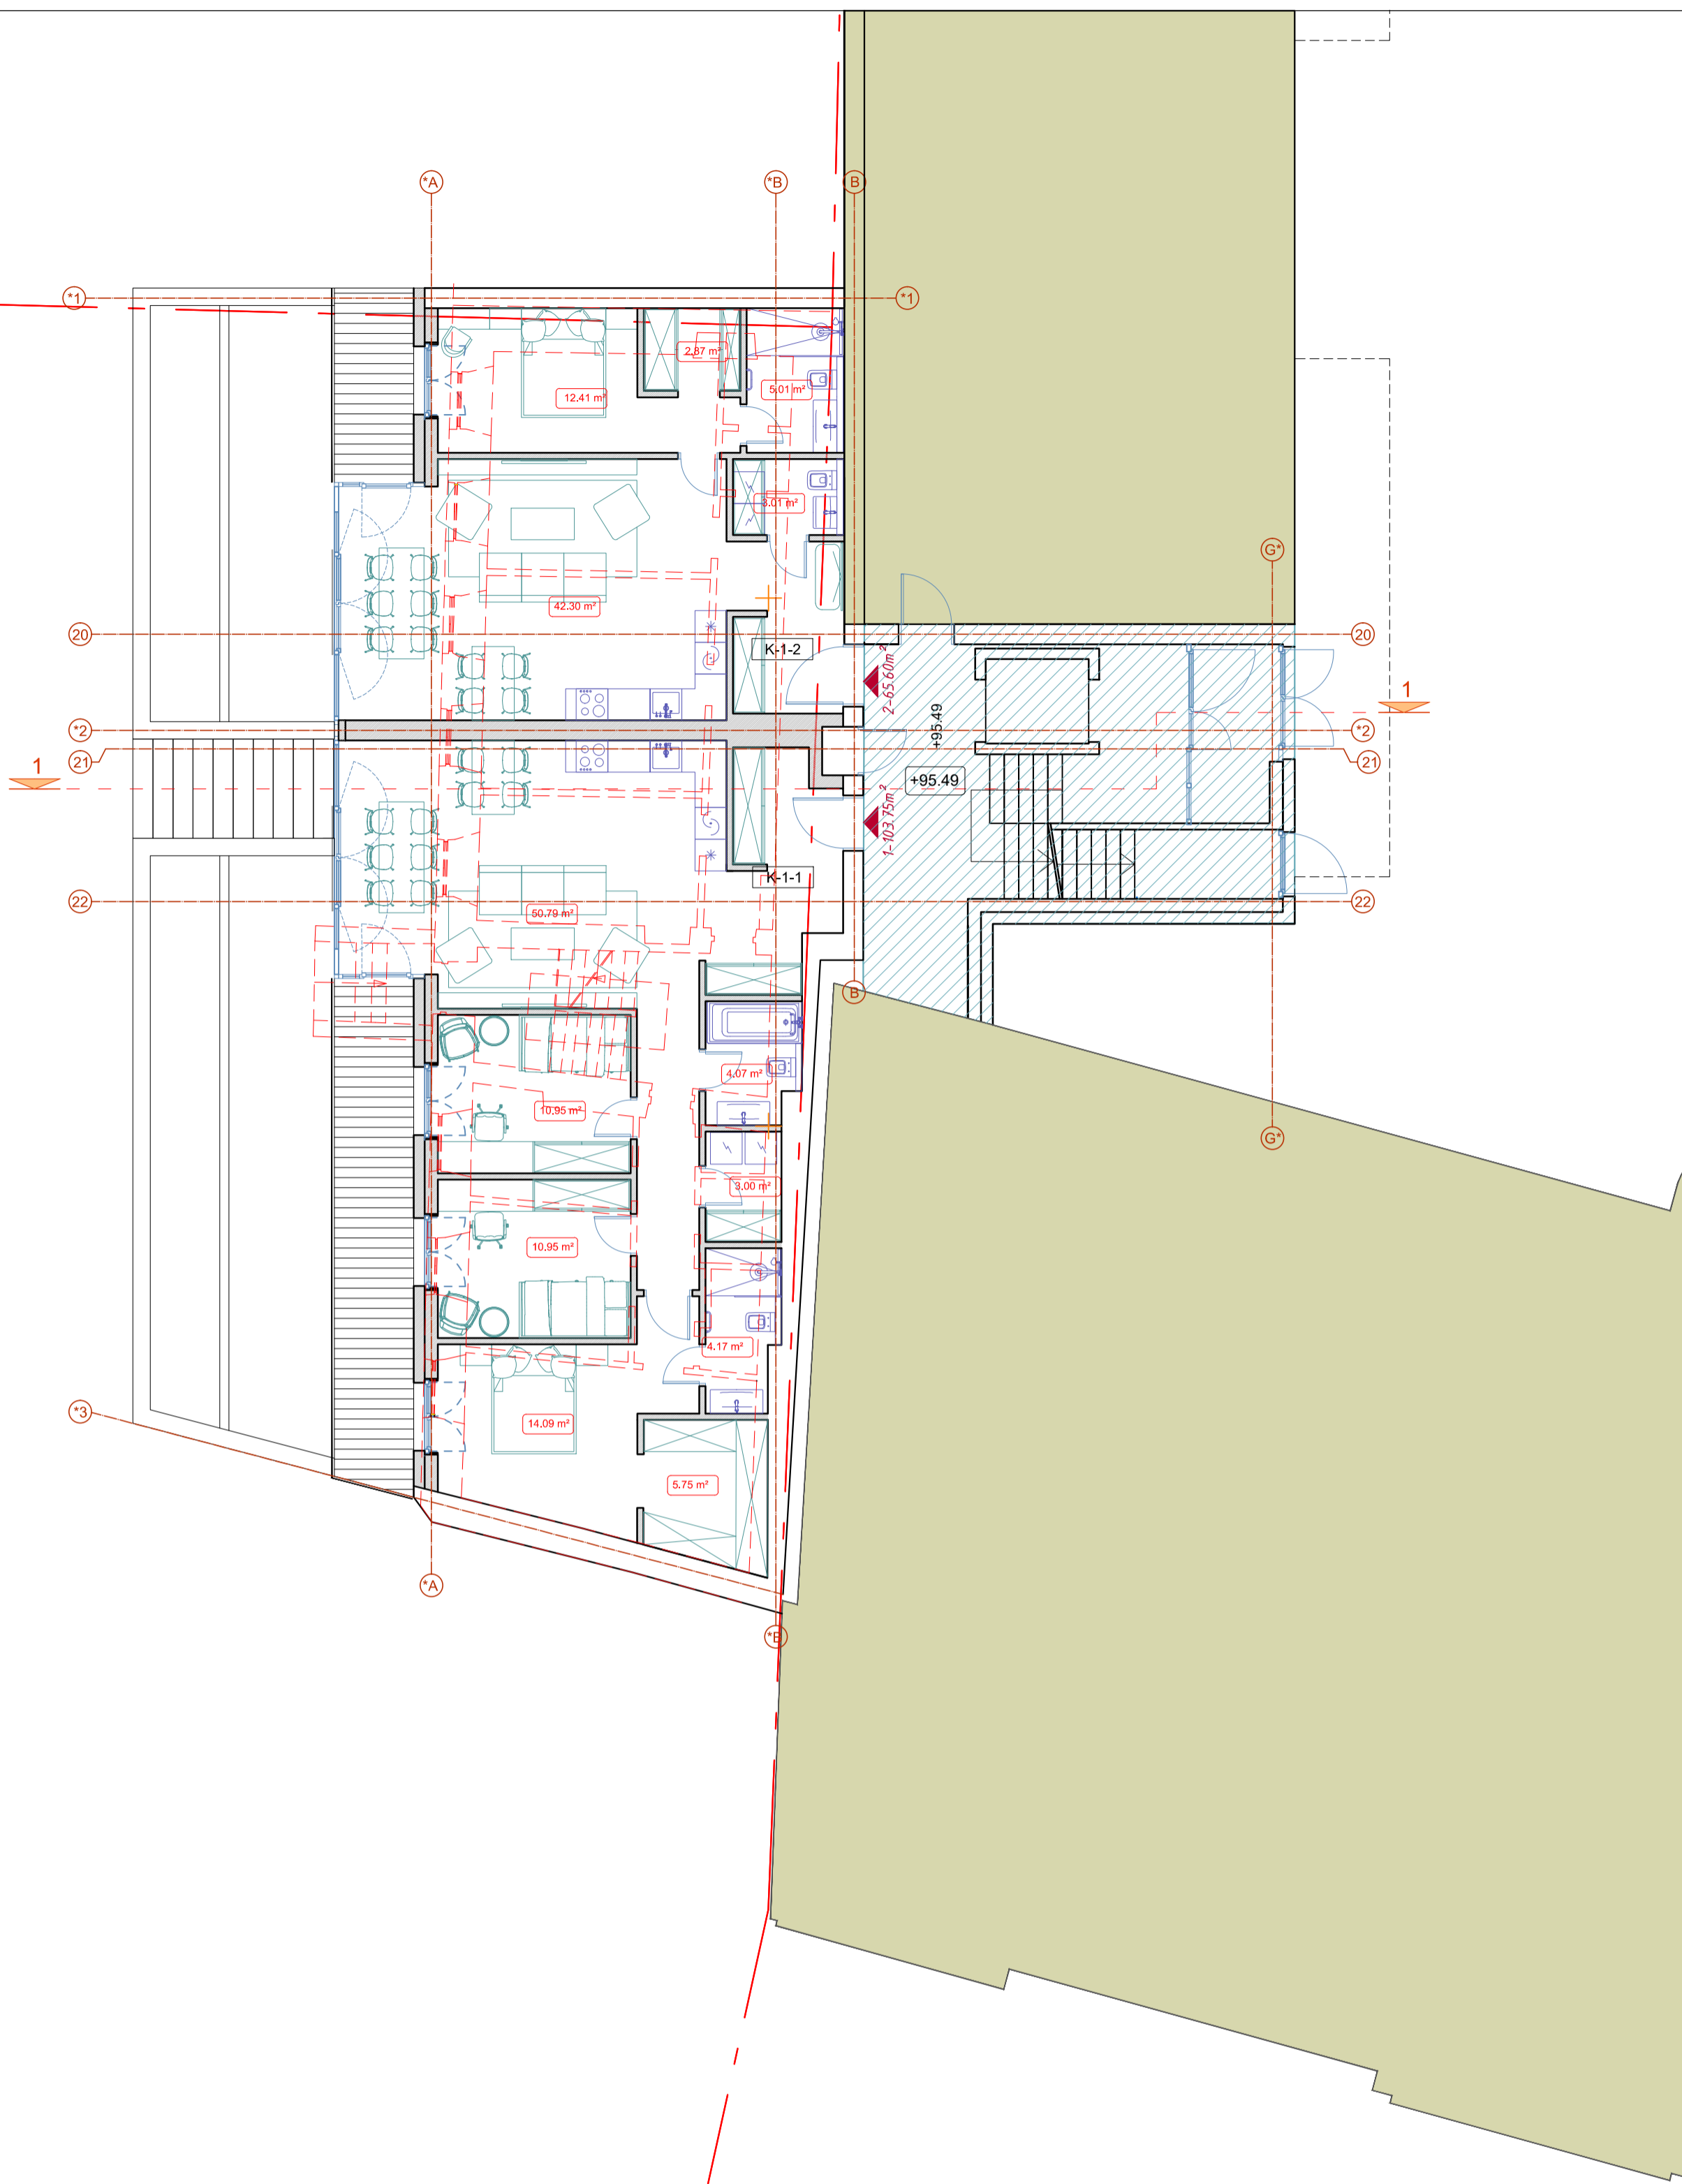 *A
*B
B
*1
*1
2.87 m²
5.01 m²
12.41 m²
3.01 m²
G*
42.30 m²
20
20
K-1-2
2-65.60m²
1
+95.49
*2
*2
21
21
1
+95.49
1-103.75m²
K-1-1
22
22
50.79 m²
B
4.07 m²
10.95 m²
G*
3.00 m²
10.95 m²
4.17 m²
*3
14.09 m²
5.75 m²
*A
*B